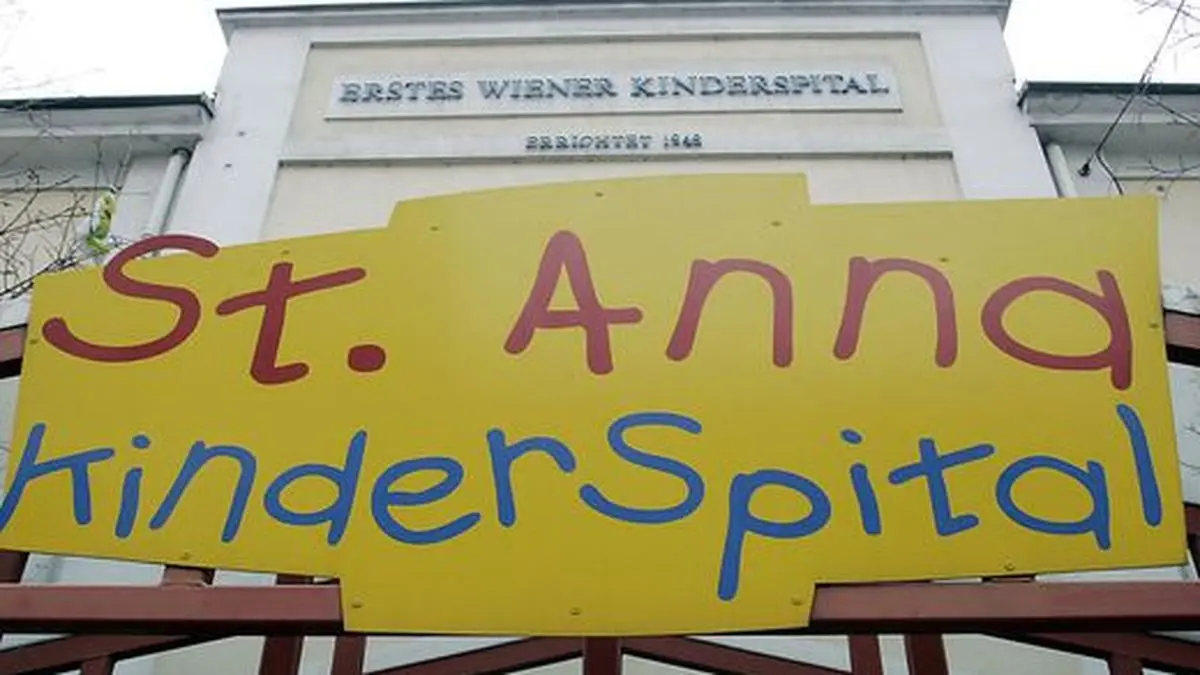 ERSTES WIENER KINDERSPITAL
ERRICHTET 1848
St. Anna
KinderSpital